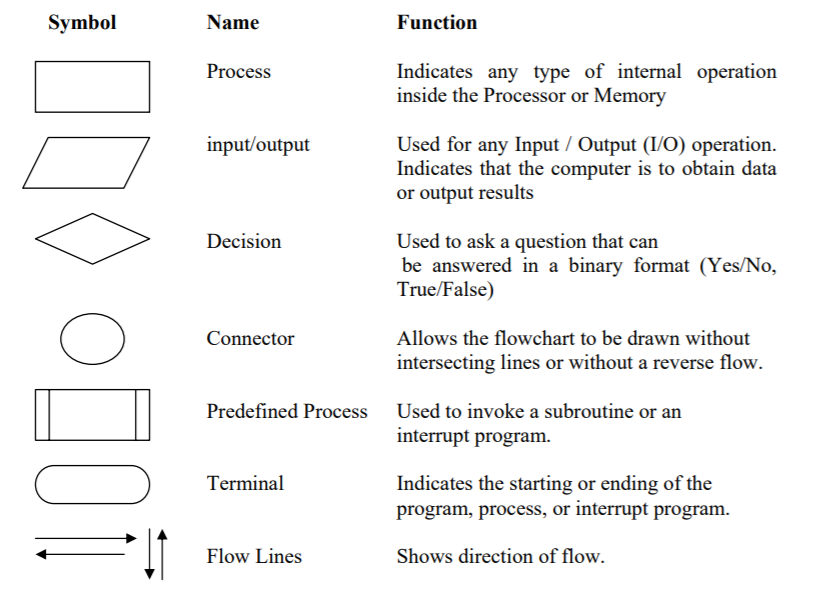 Symbol Name Function
Process Indicates any type of internal operation
inside the Processor or Memory
input/output Used for any Input / Output (I/O) operation.
Indicates that the computer is to obtain data
or output results
Decision Used to ask a question that can
be answered in a binary format (Yes/No,
True/False)
Connector Allows the flowchart to be drawn without
intersecting lines or without a reverse flow.
Predefined Process Used to invoke a subroutine or an
interrupt program.
Terminal Indicates the starting or ending of the
program, process, or interrupt program.
Flow Lines Shows direction of flow.